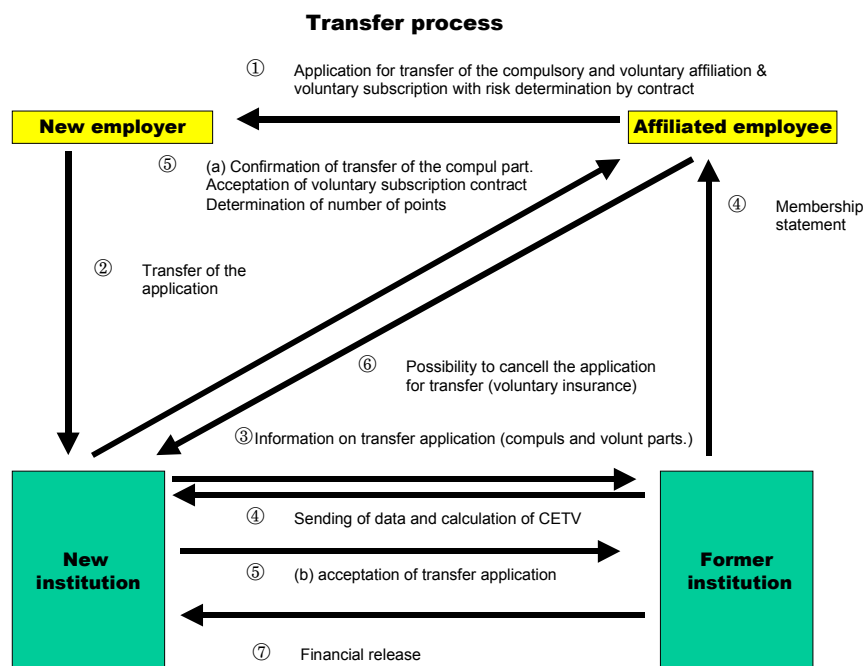 Transfer process
① Application for transfer of the compulsory and voluntary affiliation &
voluntary subscription with risk determination by contract
New employer
Affiliated employee
⑤ (a) Confirmation of transfer of the compul part.
Acceptation of voluntary subscription contract
Determination of number of points
④ Membership
statement
② Transfer of the
application
⑥ Possibility to cancell the application
for transfer (voluntary insurance)
③Information on transfer application (compuls and volunt parts.)
④ Sending of data and calculation of CETV
New
institution
Former
institution
⑤ (b) acceptation of transfer application
⑦ Financial release